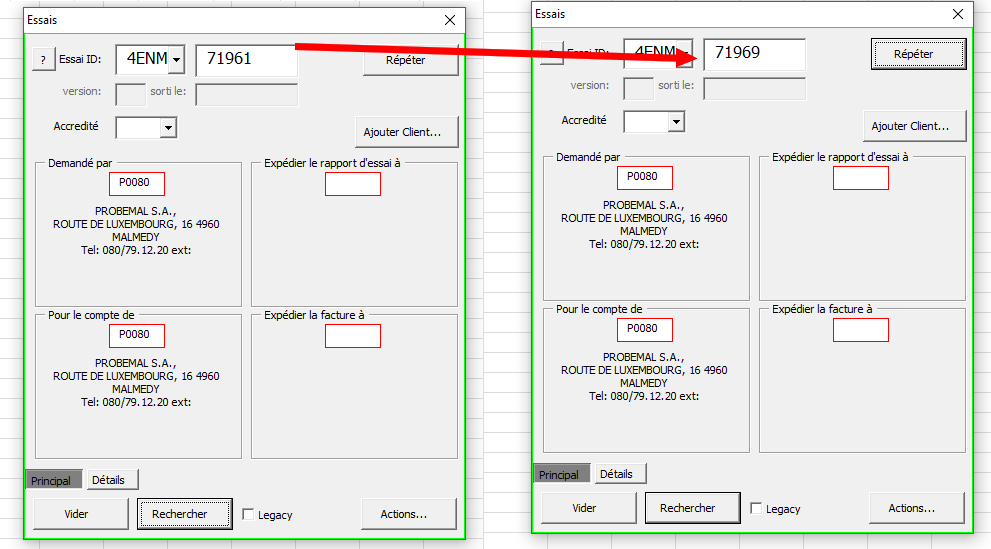 Essais
? Essai ID: 4ENM 71961 Répéter
version: sorti le:
Accredité
Ajouter Client...
Demandé par
P0080
PROBEMAL S.A.,
ROUTE DE LUXEMBOURG, 16 4960
MALMEDY
Tel: 080/79.12.20 ext:
Expédier le rapport d'essai à
Pour le compte de
P0080
PROBEMAL S.A.,
ROUTE DE LUXEMBOURG, 16 4960
MALMEDY
Tel: 080/79.12.20 ext:
Expédier la facture à
Principal Détails
Vider Rechercher Legacy Actions...
Essais
Essai ID: 4ENM 71969 Répéter
version: sorti le:
Accredité
Ajouter Client...
Demandé par
P0080
PROBEMAL S.A.,
ROUTE DE LUXEMBOURG, 16 4960
MALMEDY
Tel: 080/79.12.20 ext:
Expédier le rapport d'essai à
Pour le compte de
P0080
PROBEMAL S.A.,
ROUTE DE LUXEMBOURG, 16 4960
MALMEDY
Tel: 080/79.12.20 ext:
Expédier la facture à
Principal Détails
Vider Rechercher Legacy Actions...